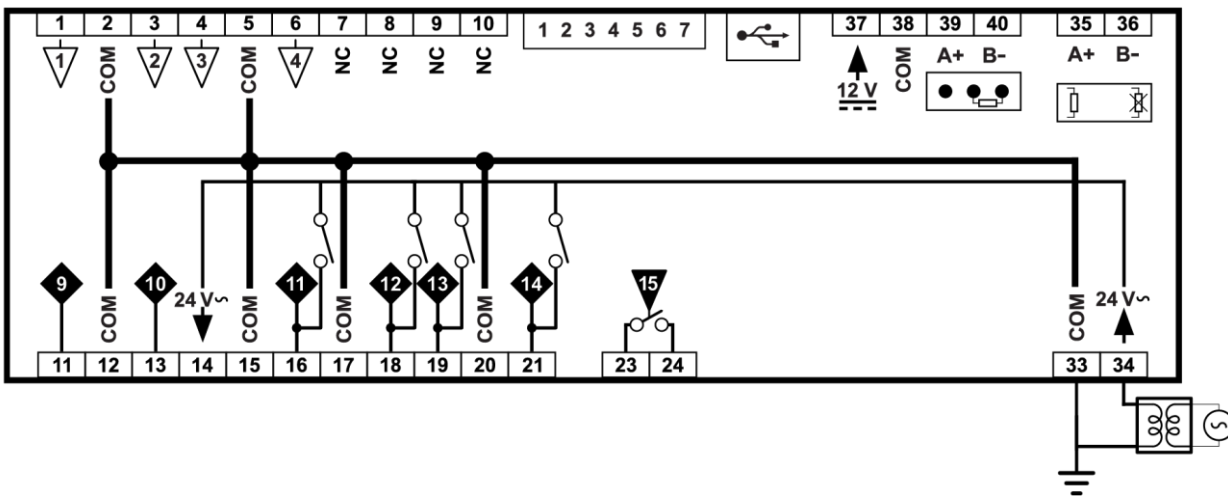 1 2 3 4 5 6 7 8 9 10 1 2 3 4 5 6 7 37 38 39 40 35 36
1 COM 2 3 COM 4 NC NC NC NC 12 V COM A+ B- A+ B-
9 COM 10 24 V~ COM 11 COM 12 13 COM 14 15 COM 24 V~
11 12 13 14 15 16 17 18 19 20 21 23 24 33 34